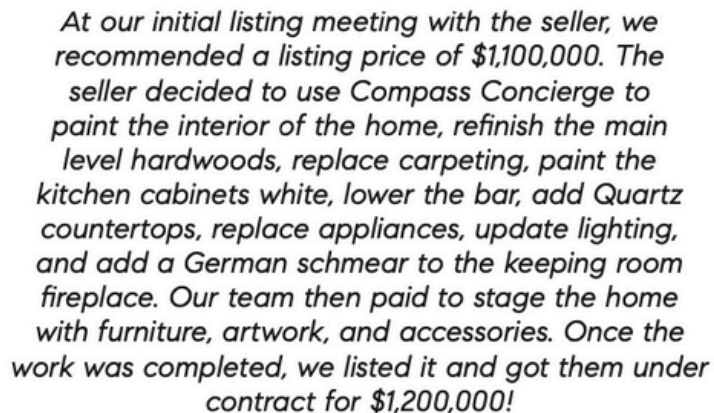 At our initial listing meeting with the seller, we
recommended a listing price of $1,100,000. The
seller decided to use Compass Concierge to
paint the interior of the home, refinish the main
level hardwoods, replace carpeting, paint the
kitchen cabinets white, lower the bar, add Quartz
countertops, replace appliances, update lighting,
and add a German schmear to the keeping room
fireplace. Our team then paid to stage the home
with furniture, artwork, and accessories. Once the
work was completed, we listed it and got them under
contract for $1,200,000!